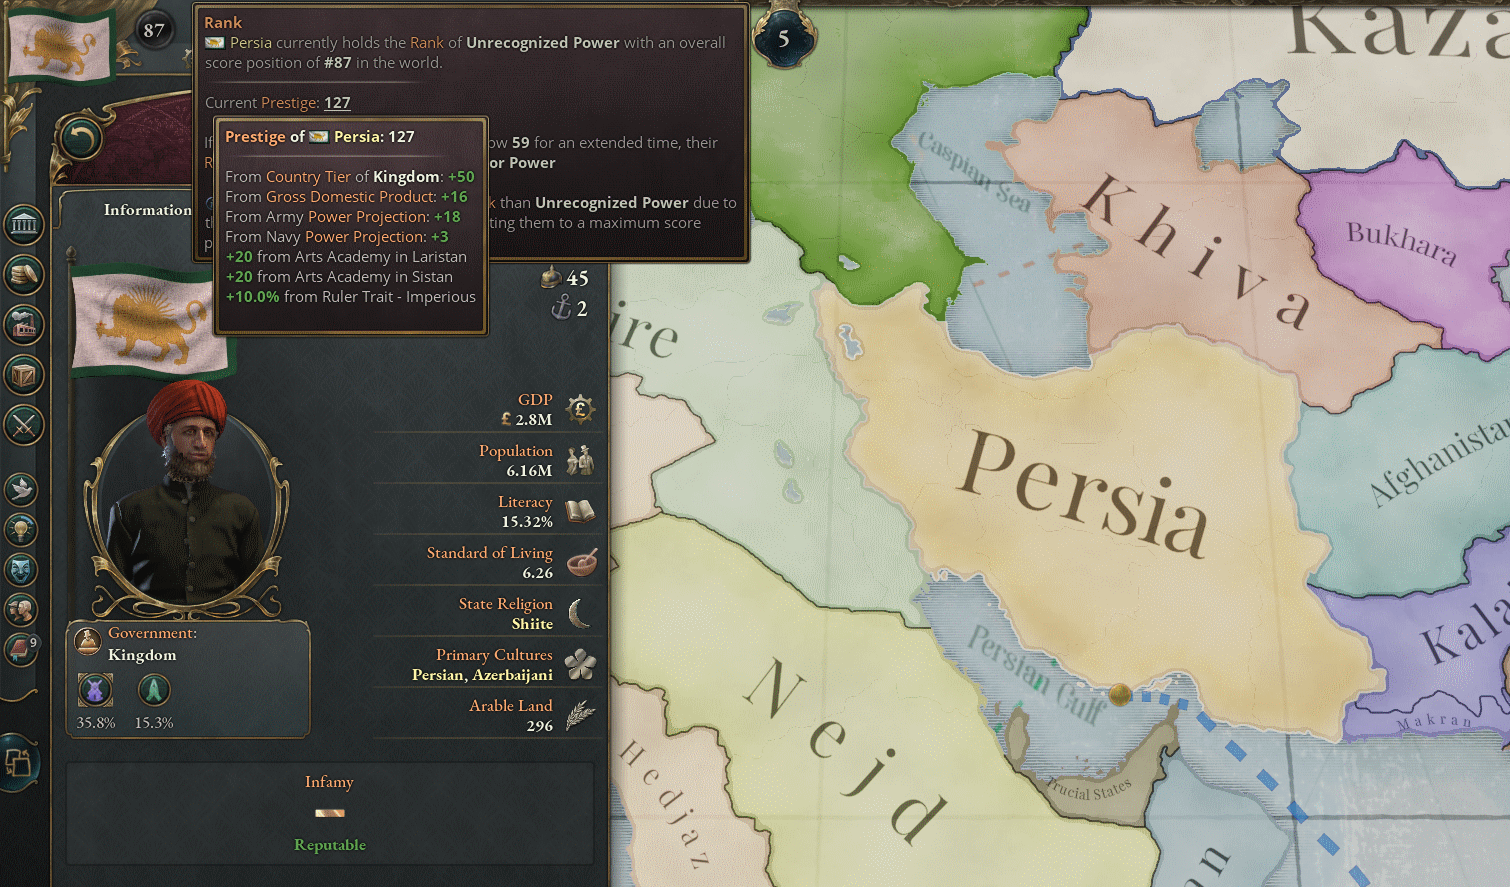 87
Rank
Persia currently holds the Rank of Unrecognized Power with an overall
score position of #87 in the world.
Current Prestige: 127
ow 59 for an extended time, their
or Power
than Unrecognized Power due to
ting them to a maximum score
Prestige of Persia: 127
From Country Tier of Kingdom: +50
From Gross Domestic Product: +16
From Army Power Projection: +18
From Navy Power Projection: +3
+20 from Arts Academy in Laristan
+20 from Arts Academy in Sistan
+10.0% from Ruler Trait - Imperious
5
Information
45
2
GDP
£ 2.8M
Population
6.16M
Literacy
15.32%
Standard of Living
6.26
State Religion
Shiite
Primary Cultures
Persian, Azerbaijani
Arable Land
296
Government:
Kingdom
35.8% 15.3%
9
Infamy
Reputable
Kaza
Caspian Sea
Khiva
Bukhara
ire
Persia
Afghanistan
Kala
Makran
Persian Gulf
Nejd
Trucial States
Hedjaz
an